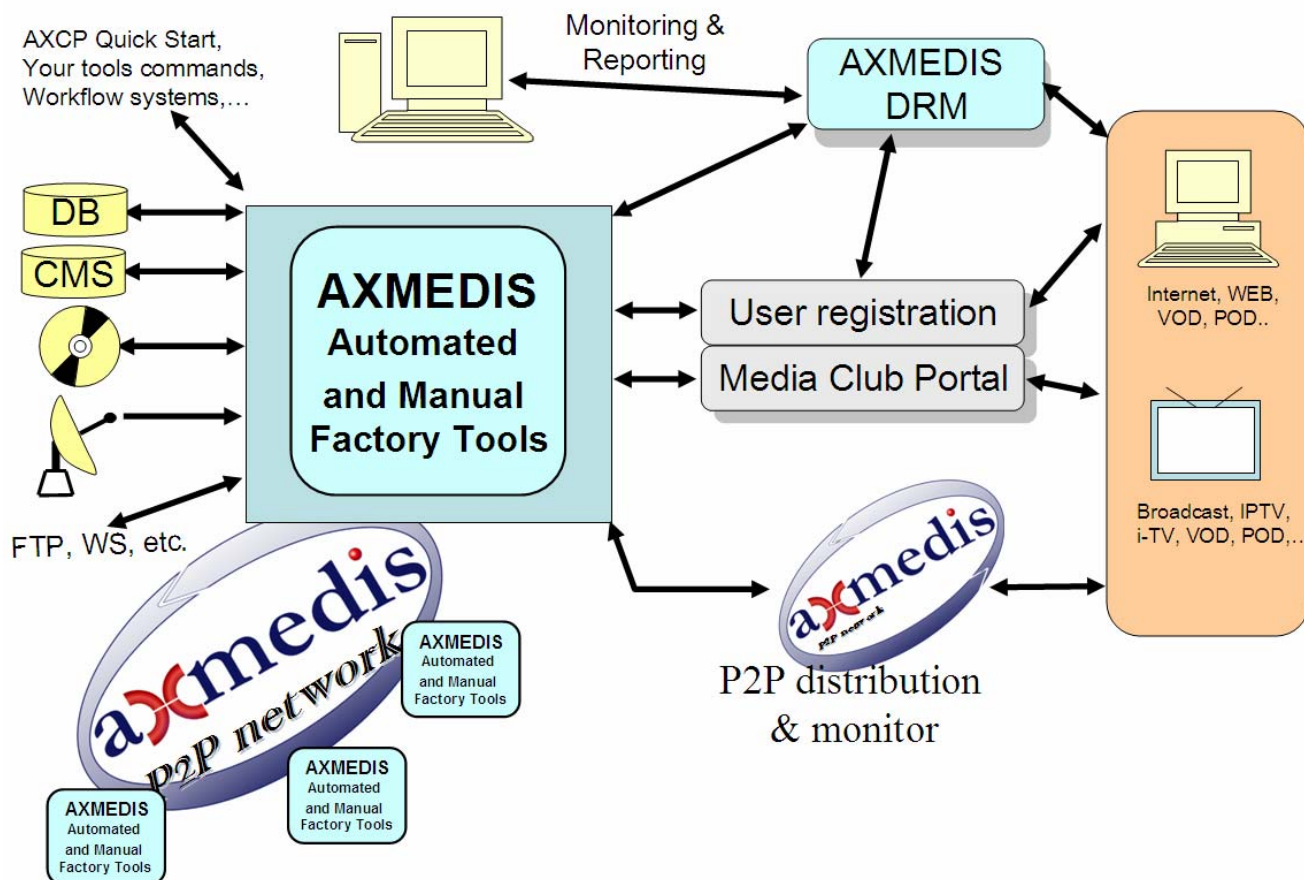 AXCP Quick Start,
Your tools commands,
Workflow systems,...
Monitoring &
Reporting
AXMEDIS
DRM
DB
CMS
AXMEDIS
Automated
and Manual
Factory Tools
User registration
Media Club Portal
Internet, WEB,
VOD, POD..
Broadcast, IPTV,
i-TV, VOD, POD,..
FTP, WS, etc.
axmedis
P2P network
AXMEDIS
Automated
and Manual
Factory Tools
AXMEDIS
Automated
and Manual
Factory Tools
AXMEDIS
Automated
and Manual
Factory Tools
axmedis
P2P network
P2P distribution
& monitor